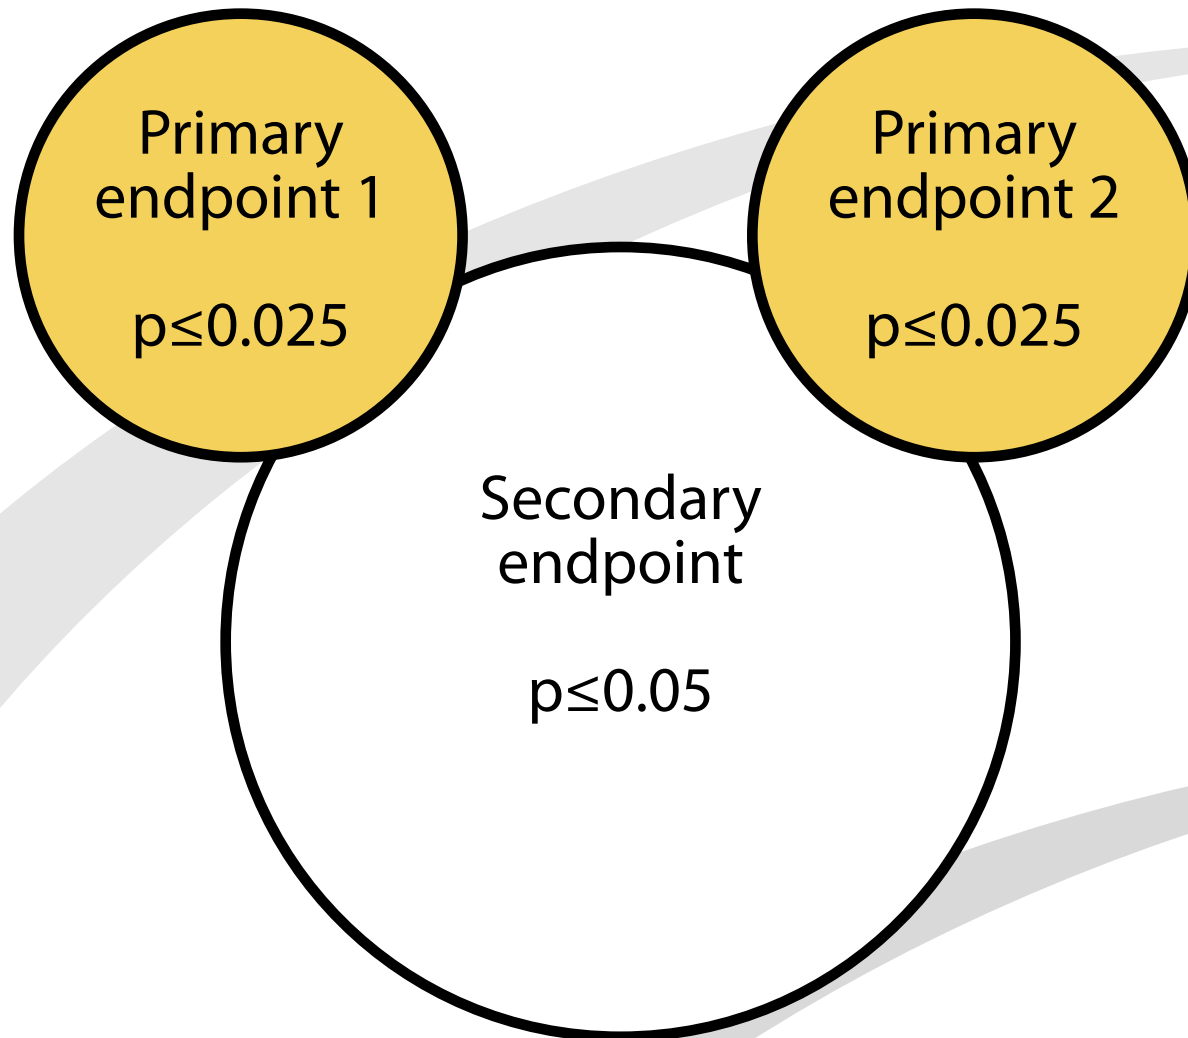 Primary
endpoint 1
p≤0.025
Primary
endpoint 2
p≤0.025
Secondary
endpoint
p≤0.05